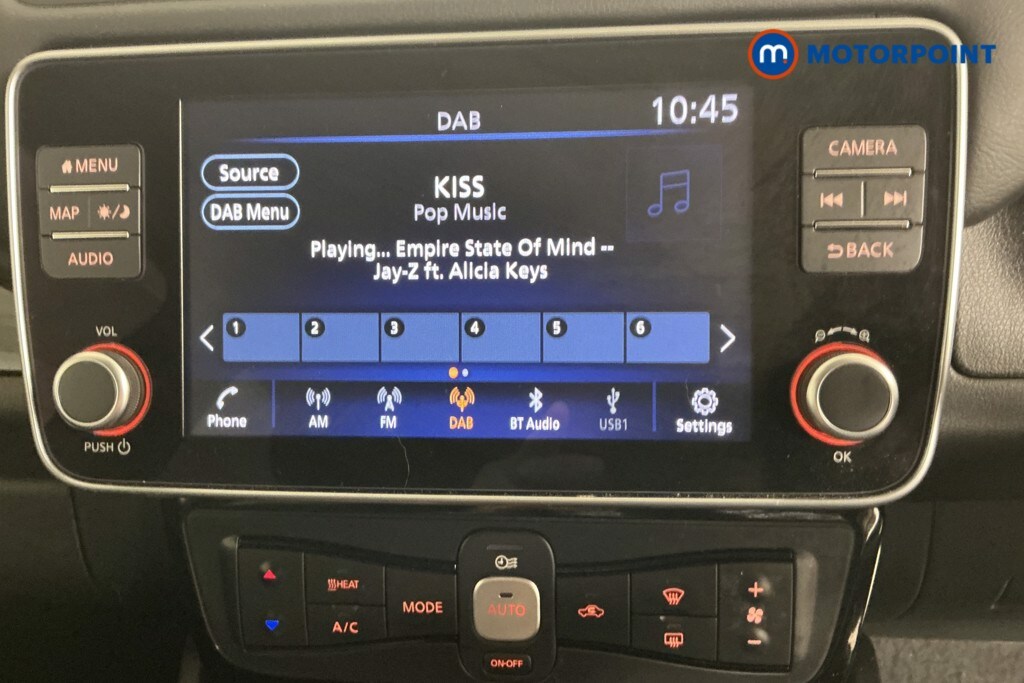 m MOTORPOINT
DAB
10:45
MENU
MAP
AUDIO
VOL
PUSH
Source
DAB Menu
KISS
Pop Music
Playing... Empire State Of Mind --
Jay-Z ft. Alicia Keys
1 2 3 4 5 6
Phone AM FM DAB BT Audio USB1 Settings
CAMERA
BACK
OK
HEAT
A/C
MODE
AUTO
ON·OFF